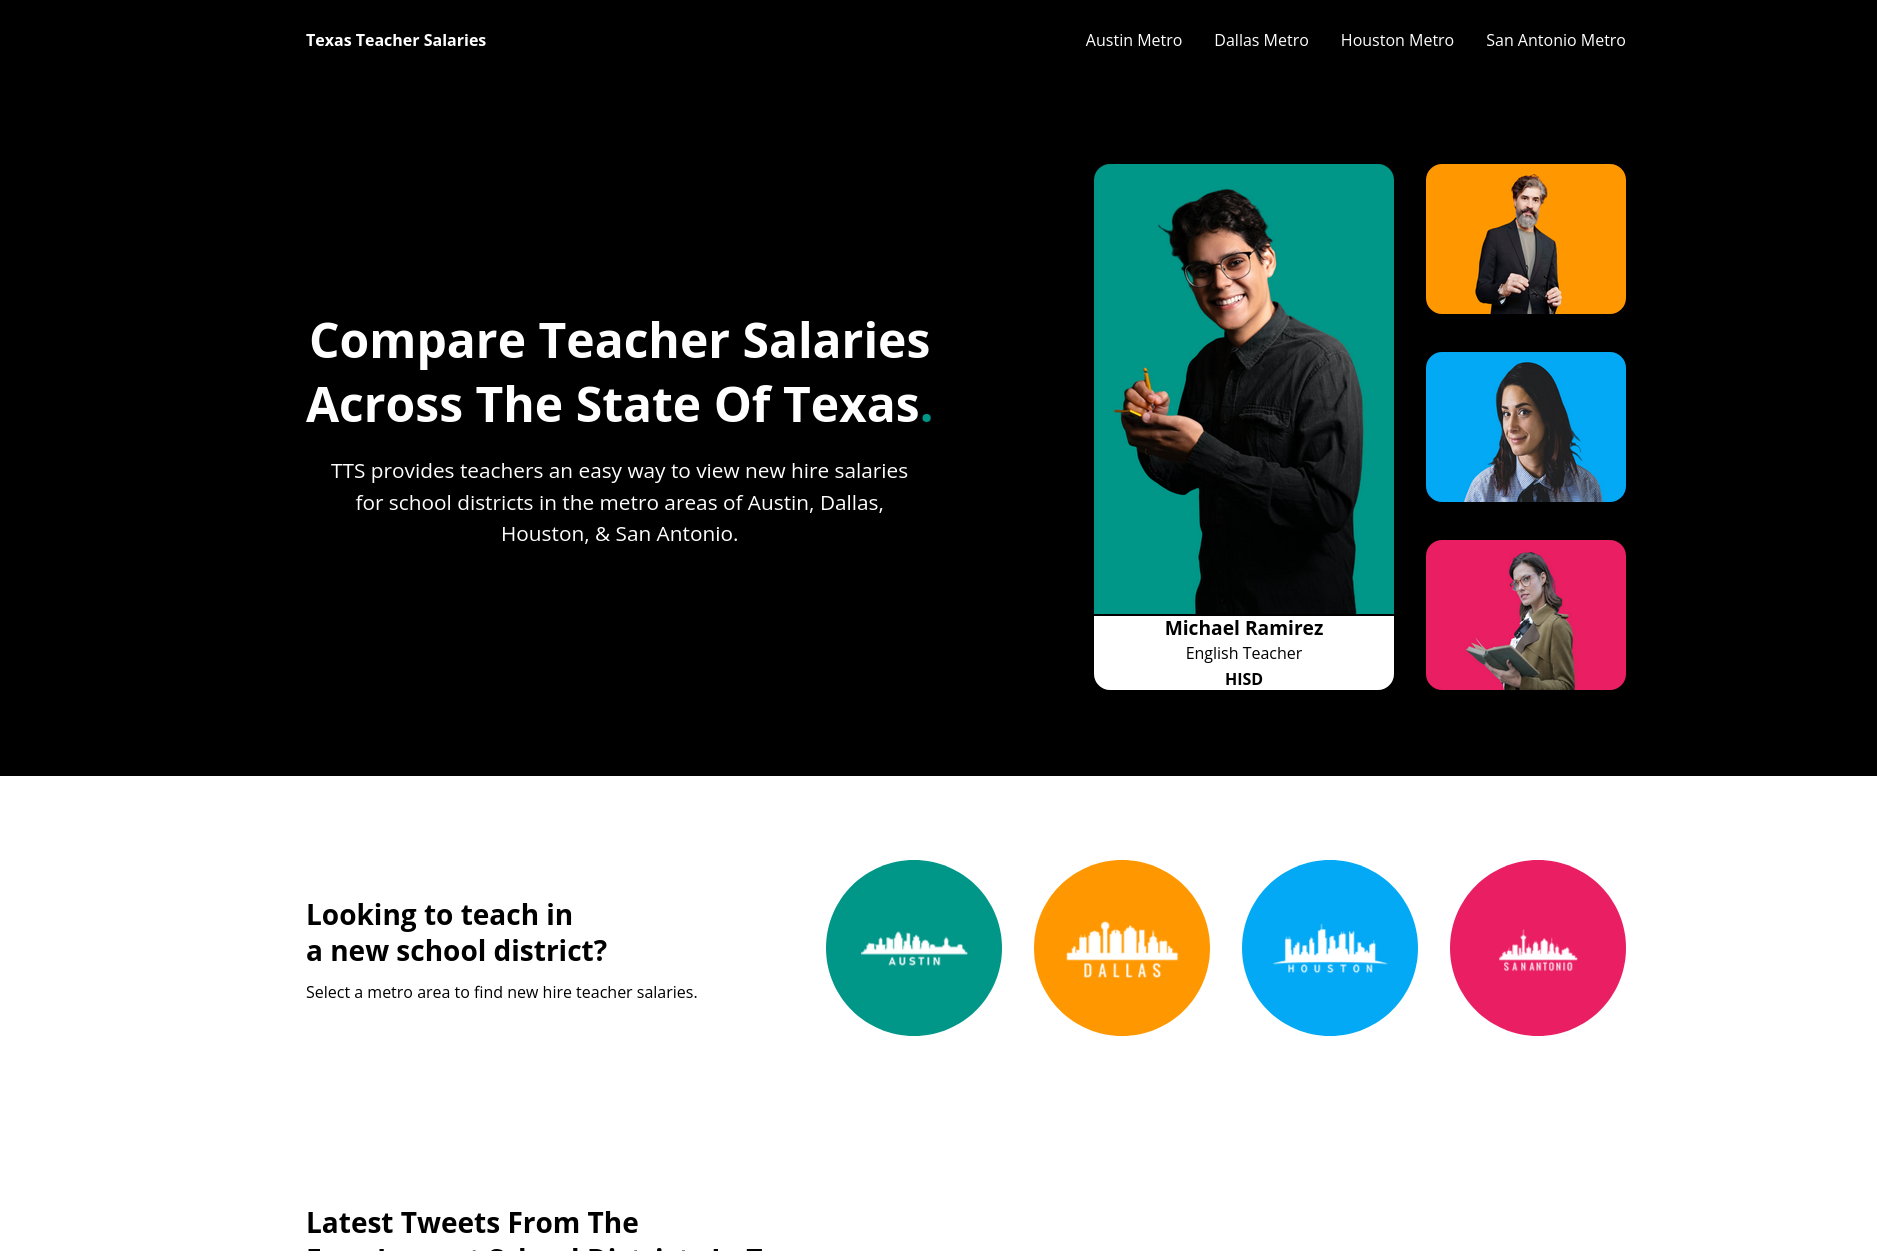 Texas Teacher Salaries
Austin Metro
Dallas Metro
Houston Metro
San Antonio Metro
Compare Teacher Salaries
Across The State Of Texas.
TTS provides teachers an easy way to view new hire salaries
for school districts in the metro areas of Austin, Dallas,
Houston, & San Antonio.
Michael Ramirez
English Teacher
HISD
Looking to teach in
a new school district?
Select a metro area to find new hire teacher salaries.
AUSTIN
DALLAS
HOUSTON
SAN ANTONIO
Latest Tweets From The